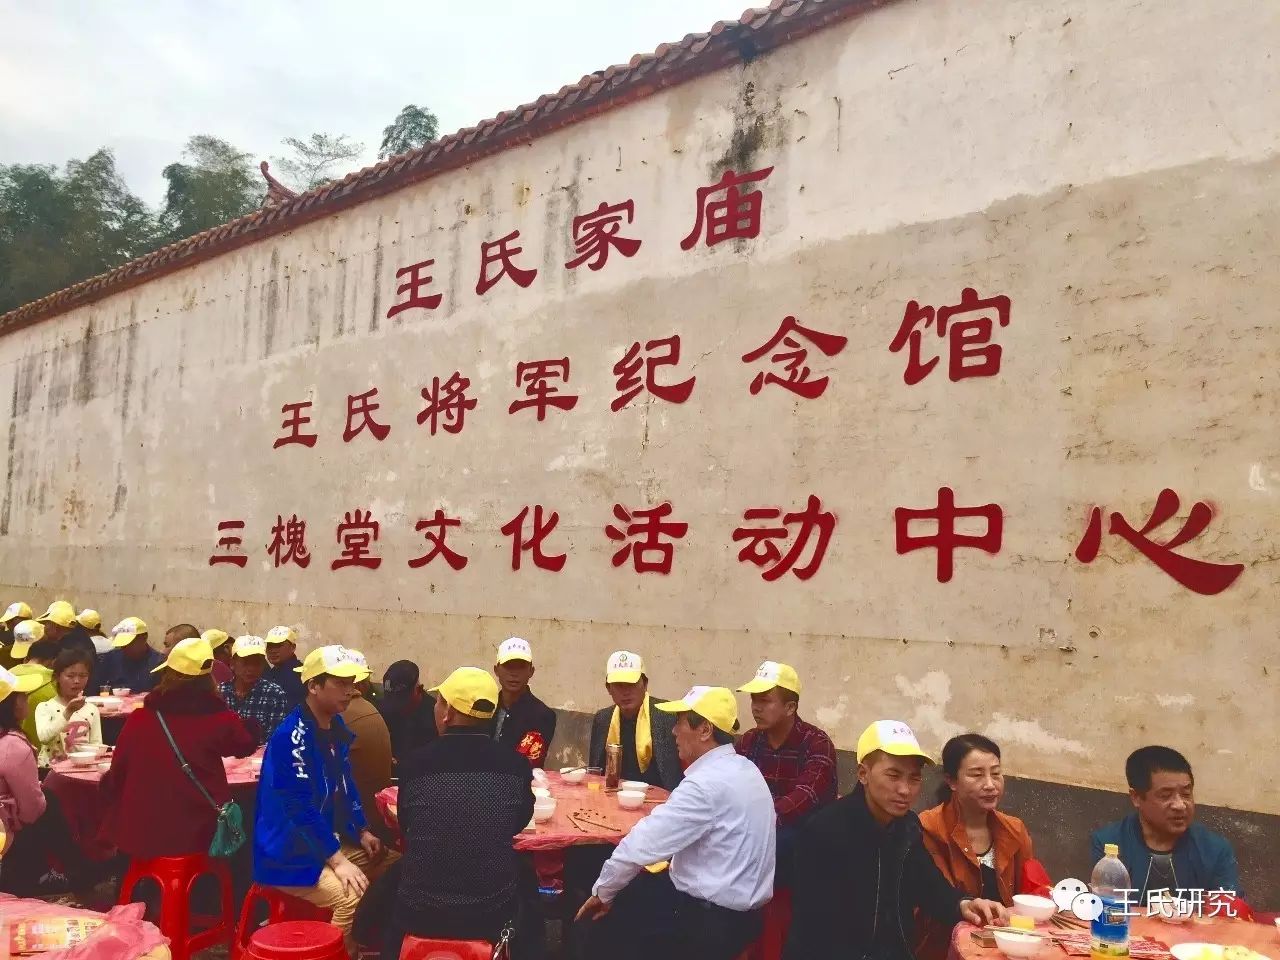 王氏家庙
王氏将军纪念馆
三槐堂文化活动中心
王氏研究